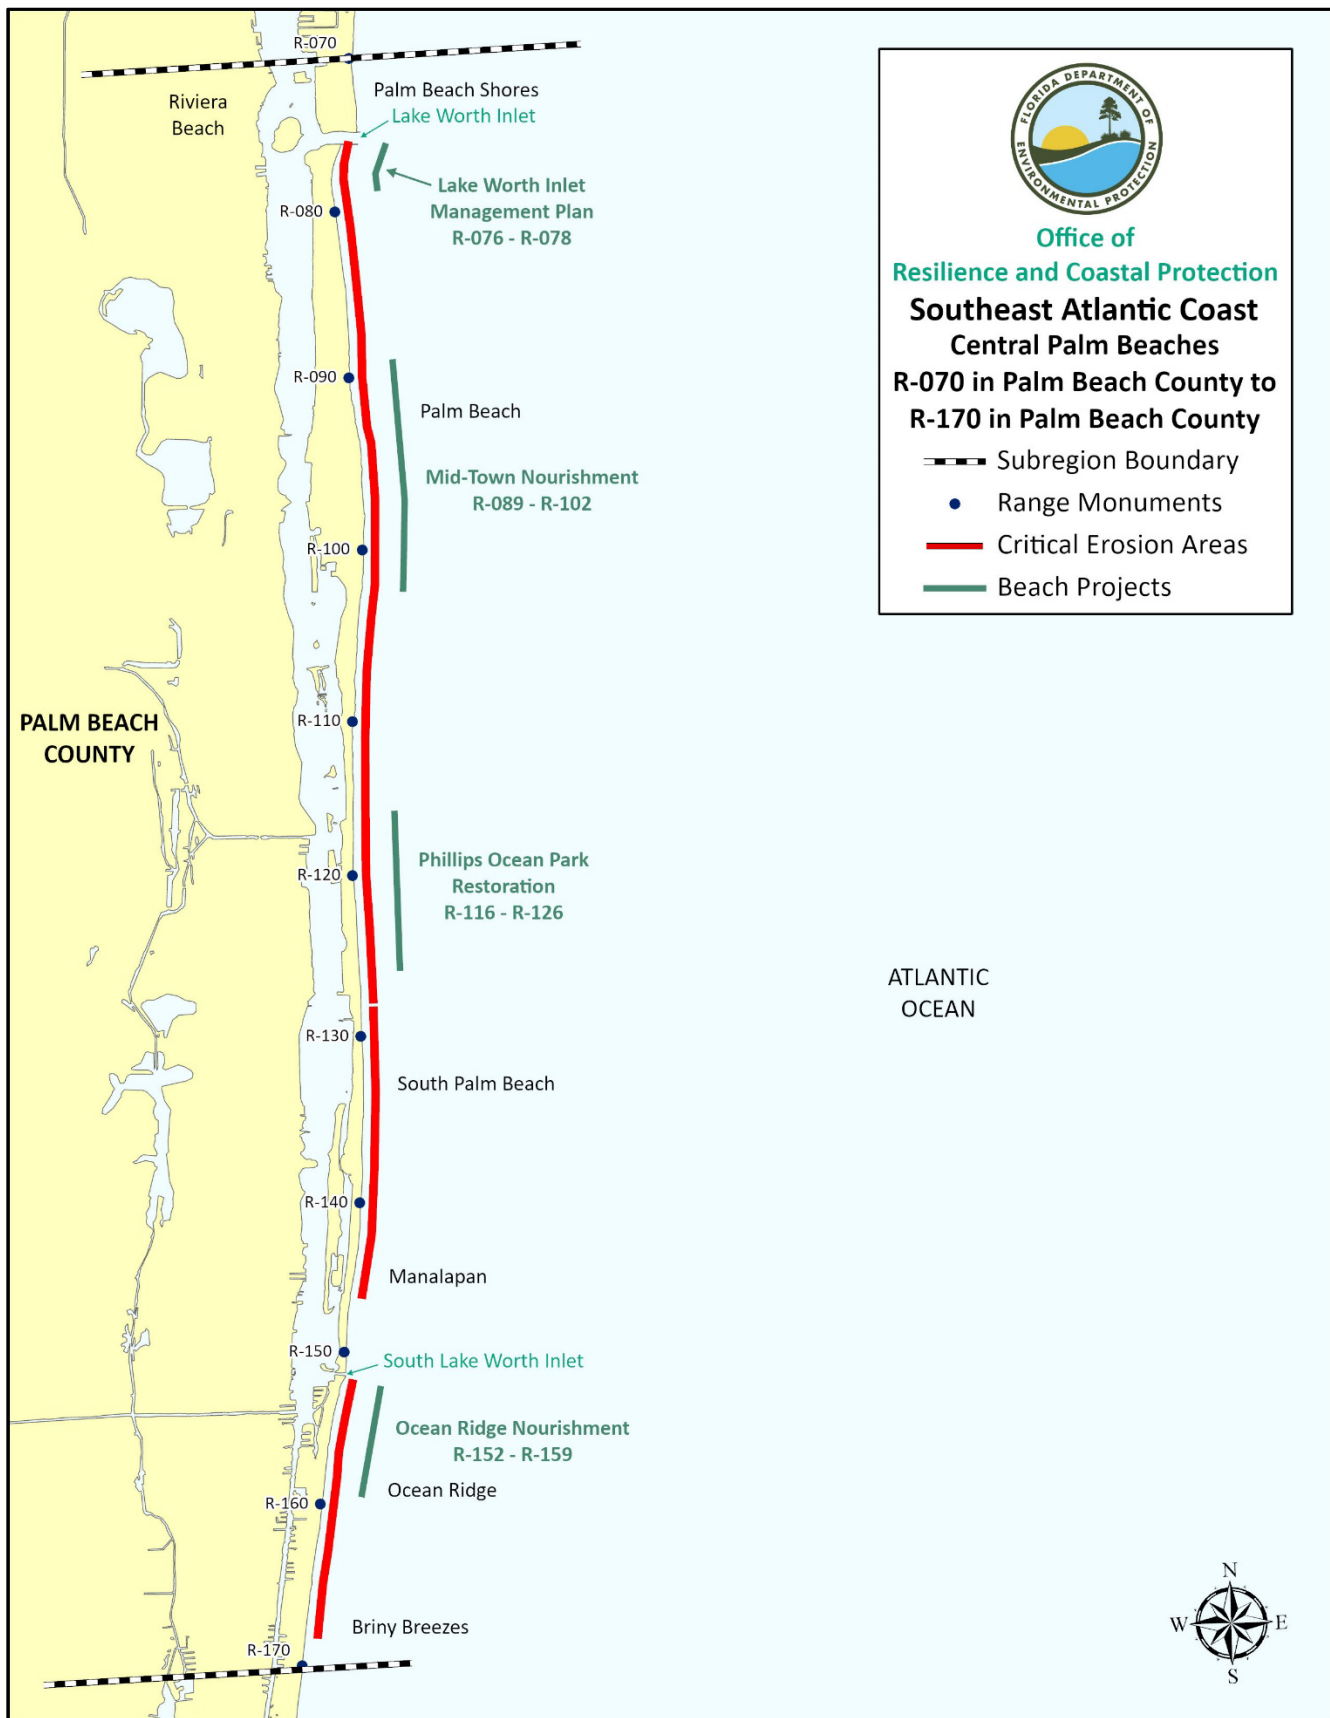 R-070
Riviera
Beach
Palm Beach Shores
Lake Worth Inlet
Lake Worth Inlet
Management Plan
R-076 - R-078
R-080
R-090
Palm Beach
Mid-Town Nourishment
R-089 - R-102
R-100
PALM BEACH
COUNTY
R-110
Phillips Ocean Park
Restoration
R-116 - R-126
R-120
R-130
South Palm Beach
R-140
Manalapan
R-150
South Lake Worth Inlet
Ocean Ridge Nourishment
R-152 - R-159
Ocean Ridge
R-160
Briny Breezes
R-170
ATLANTIC
OCEAN
FLORIDA DEPARTMENT OF
ENVIRONMENTAL PROTECTION
Office of
Resilience and Coastal Protection
Southeast Atlantic Coast
Central Palm Beaches
R-070 in Palm Beach County to
R-170 in Palm Beach County
Subregion Boundary
Range Monuments
Critical Erosion Areas
Beach Projects
N
W
E
S